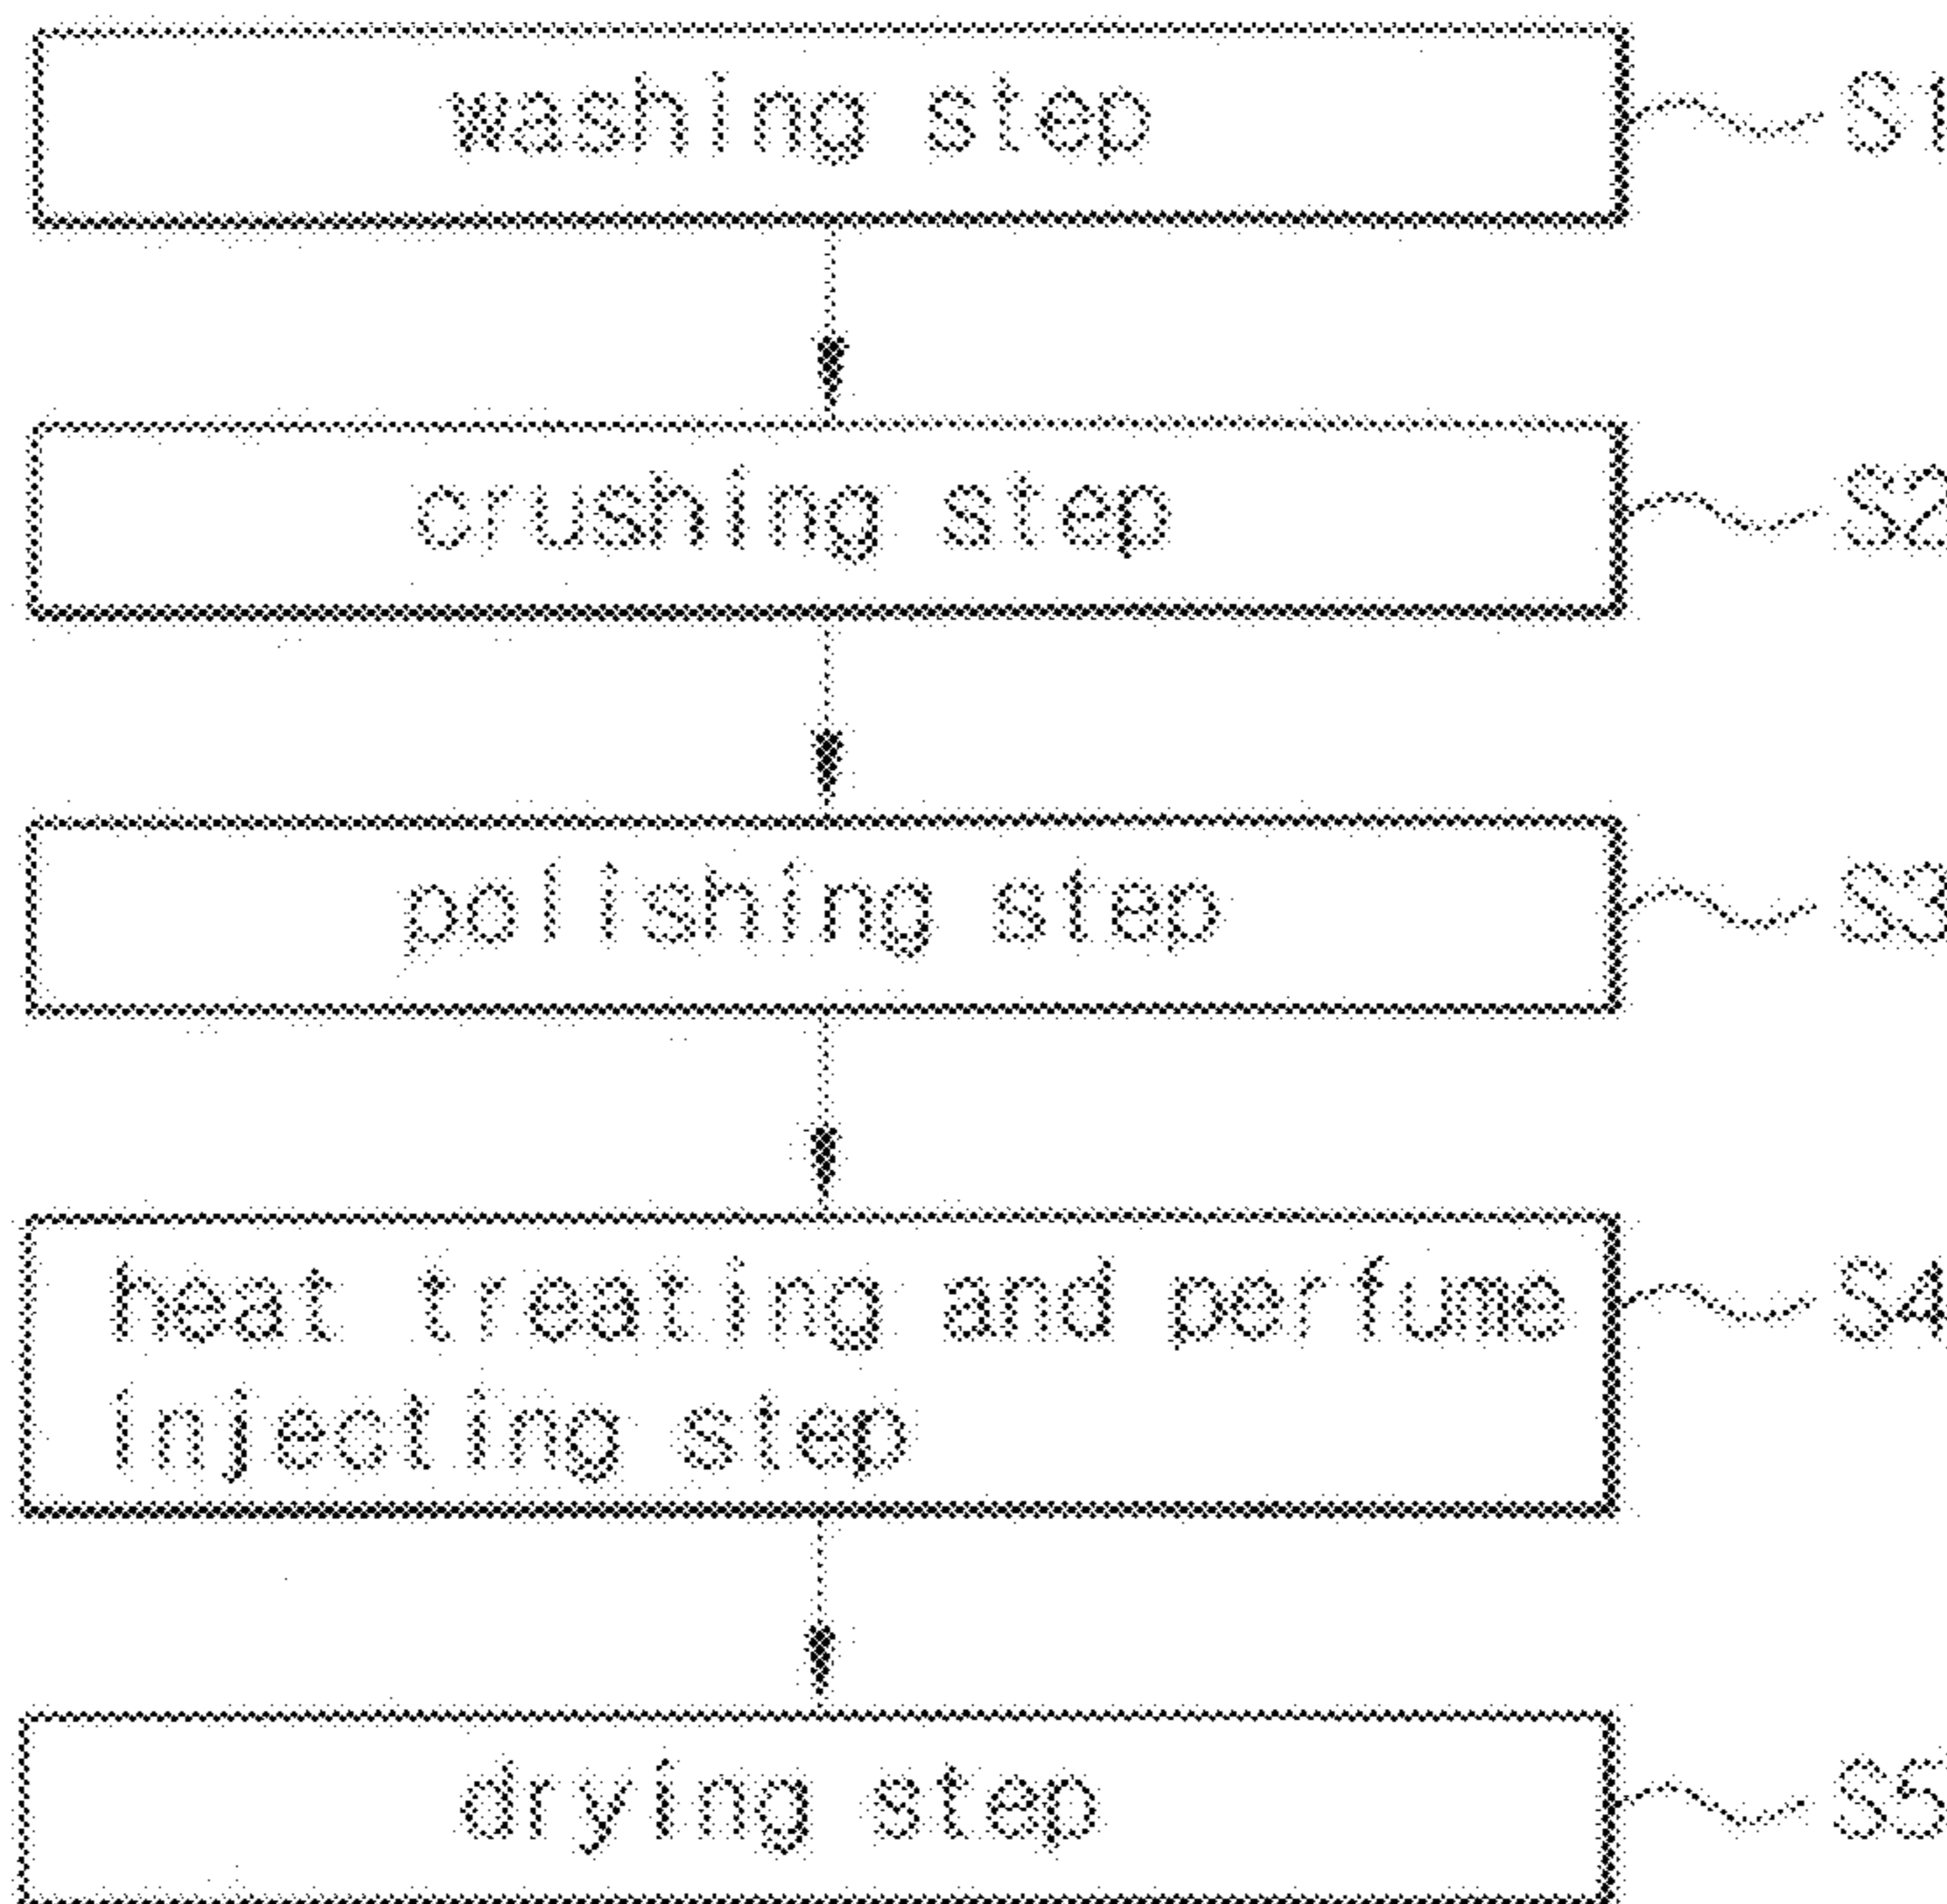 washing step S1
crushing step S2
polishing step S3
heat treating and perfume S4
injecting step
drying step S5